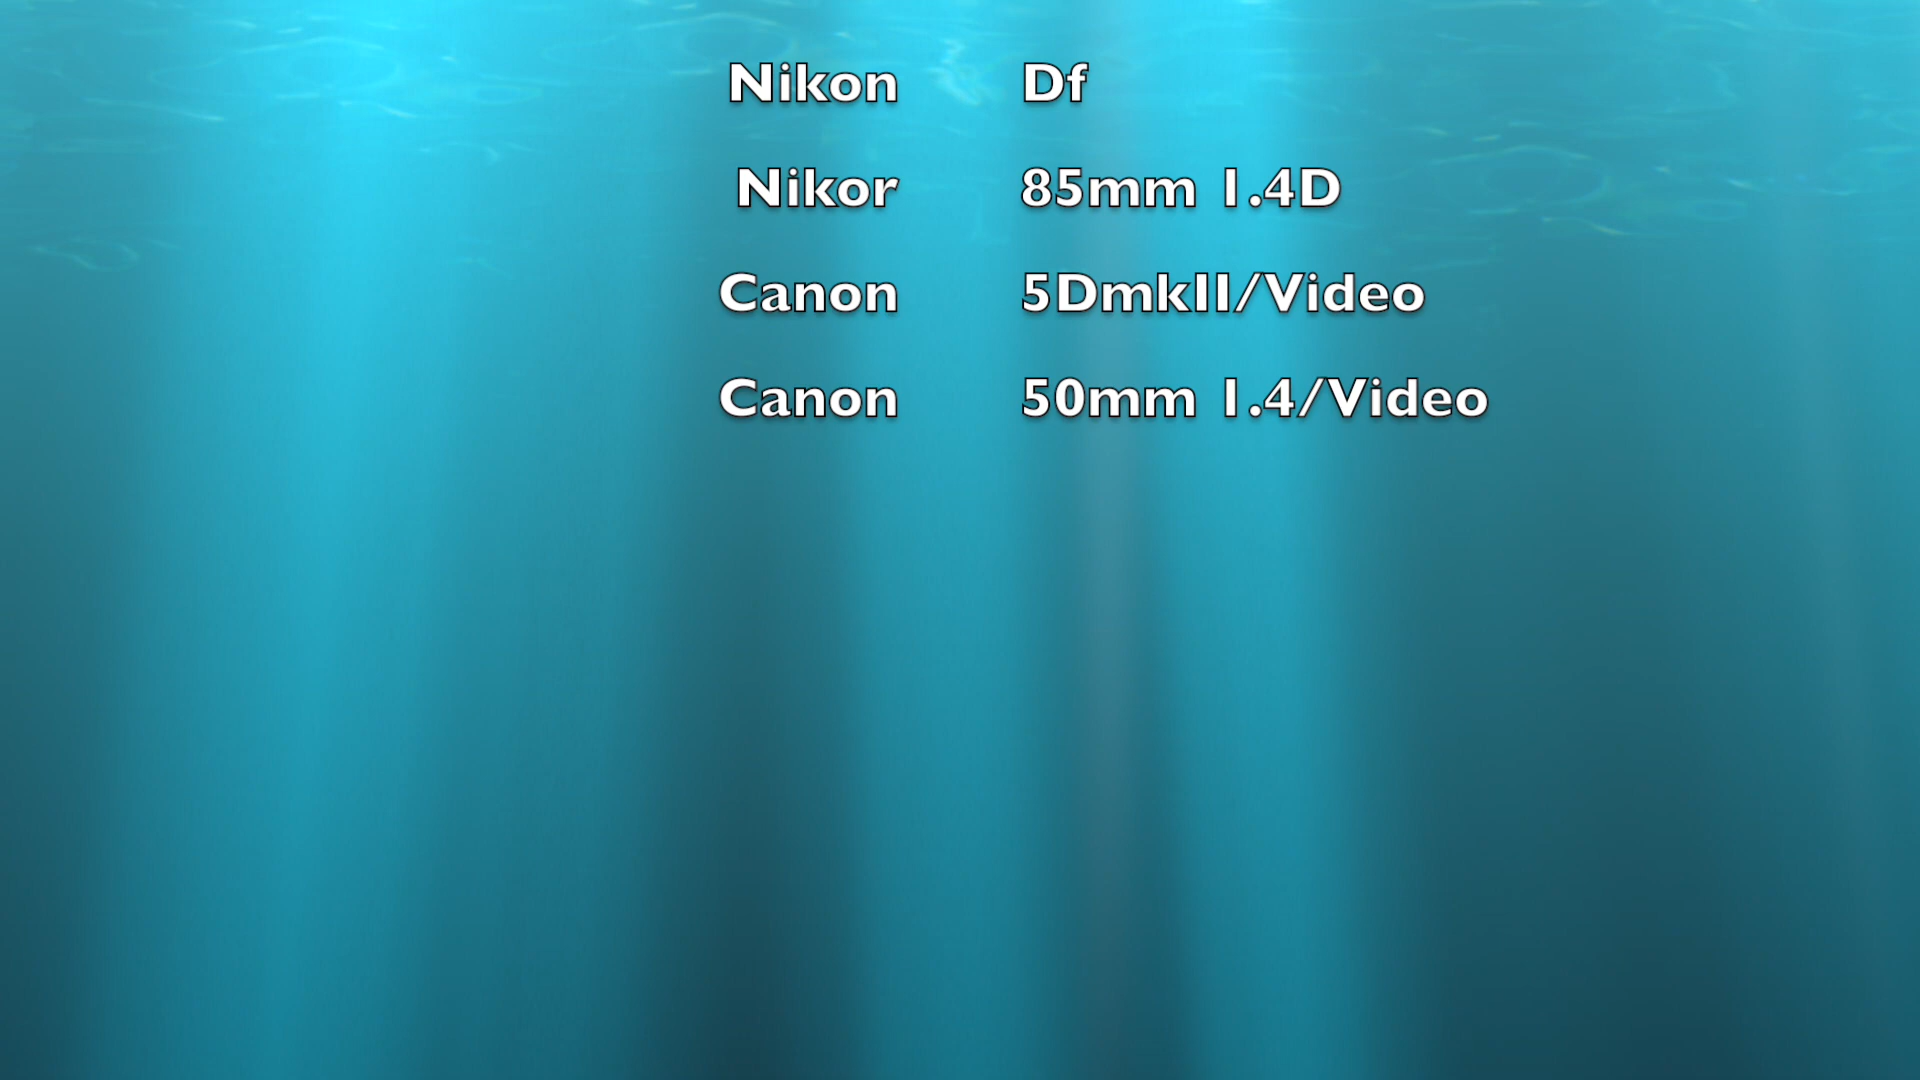 Nikon Df
Nikor 85mm 1.4D
Canon 5DmkII/Video
Canon 50mm 1.4/Video